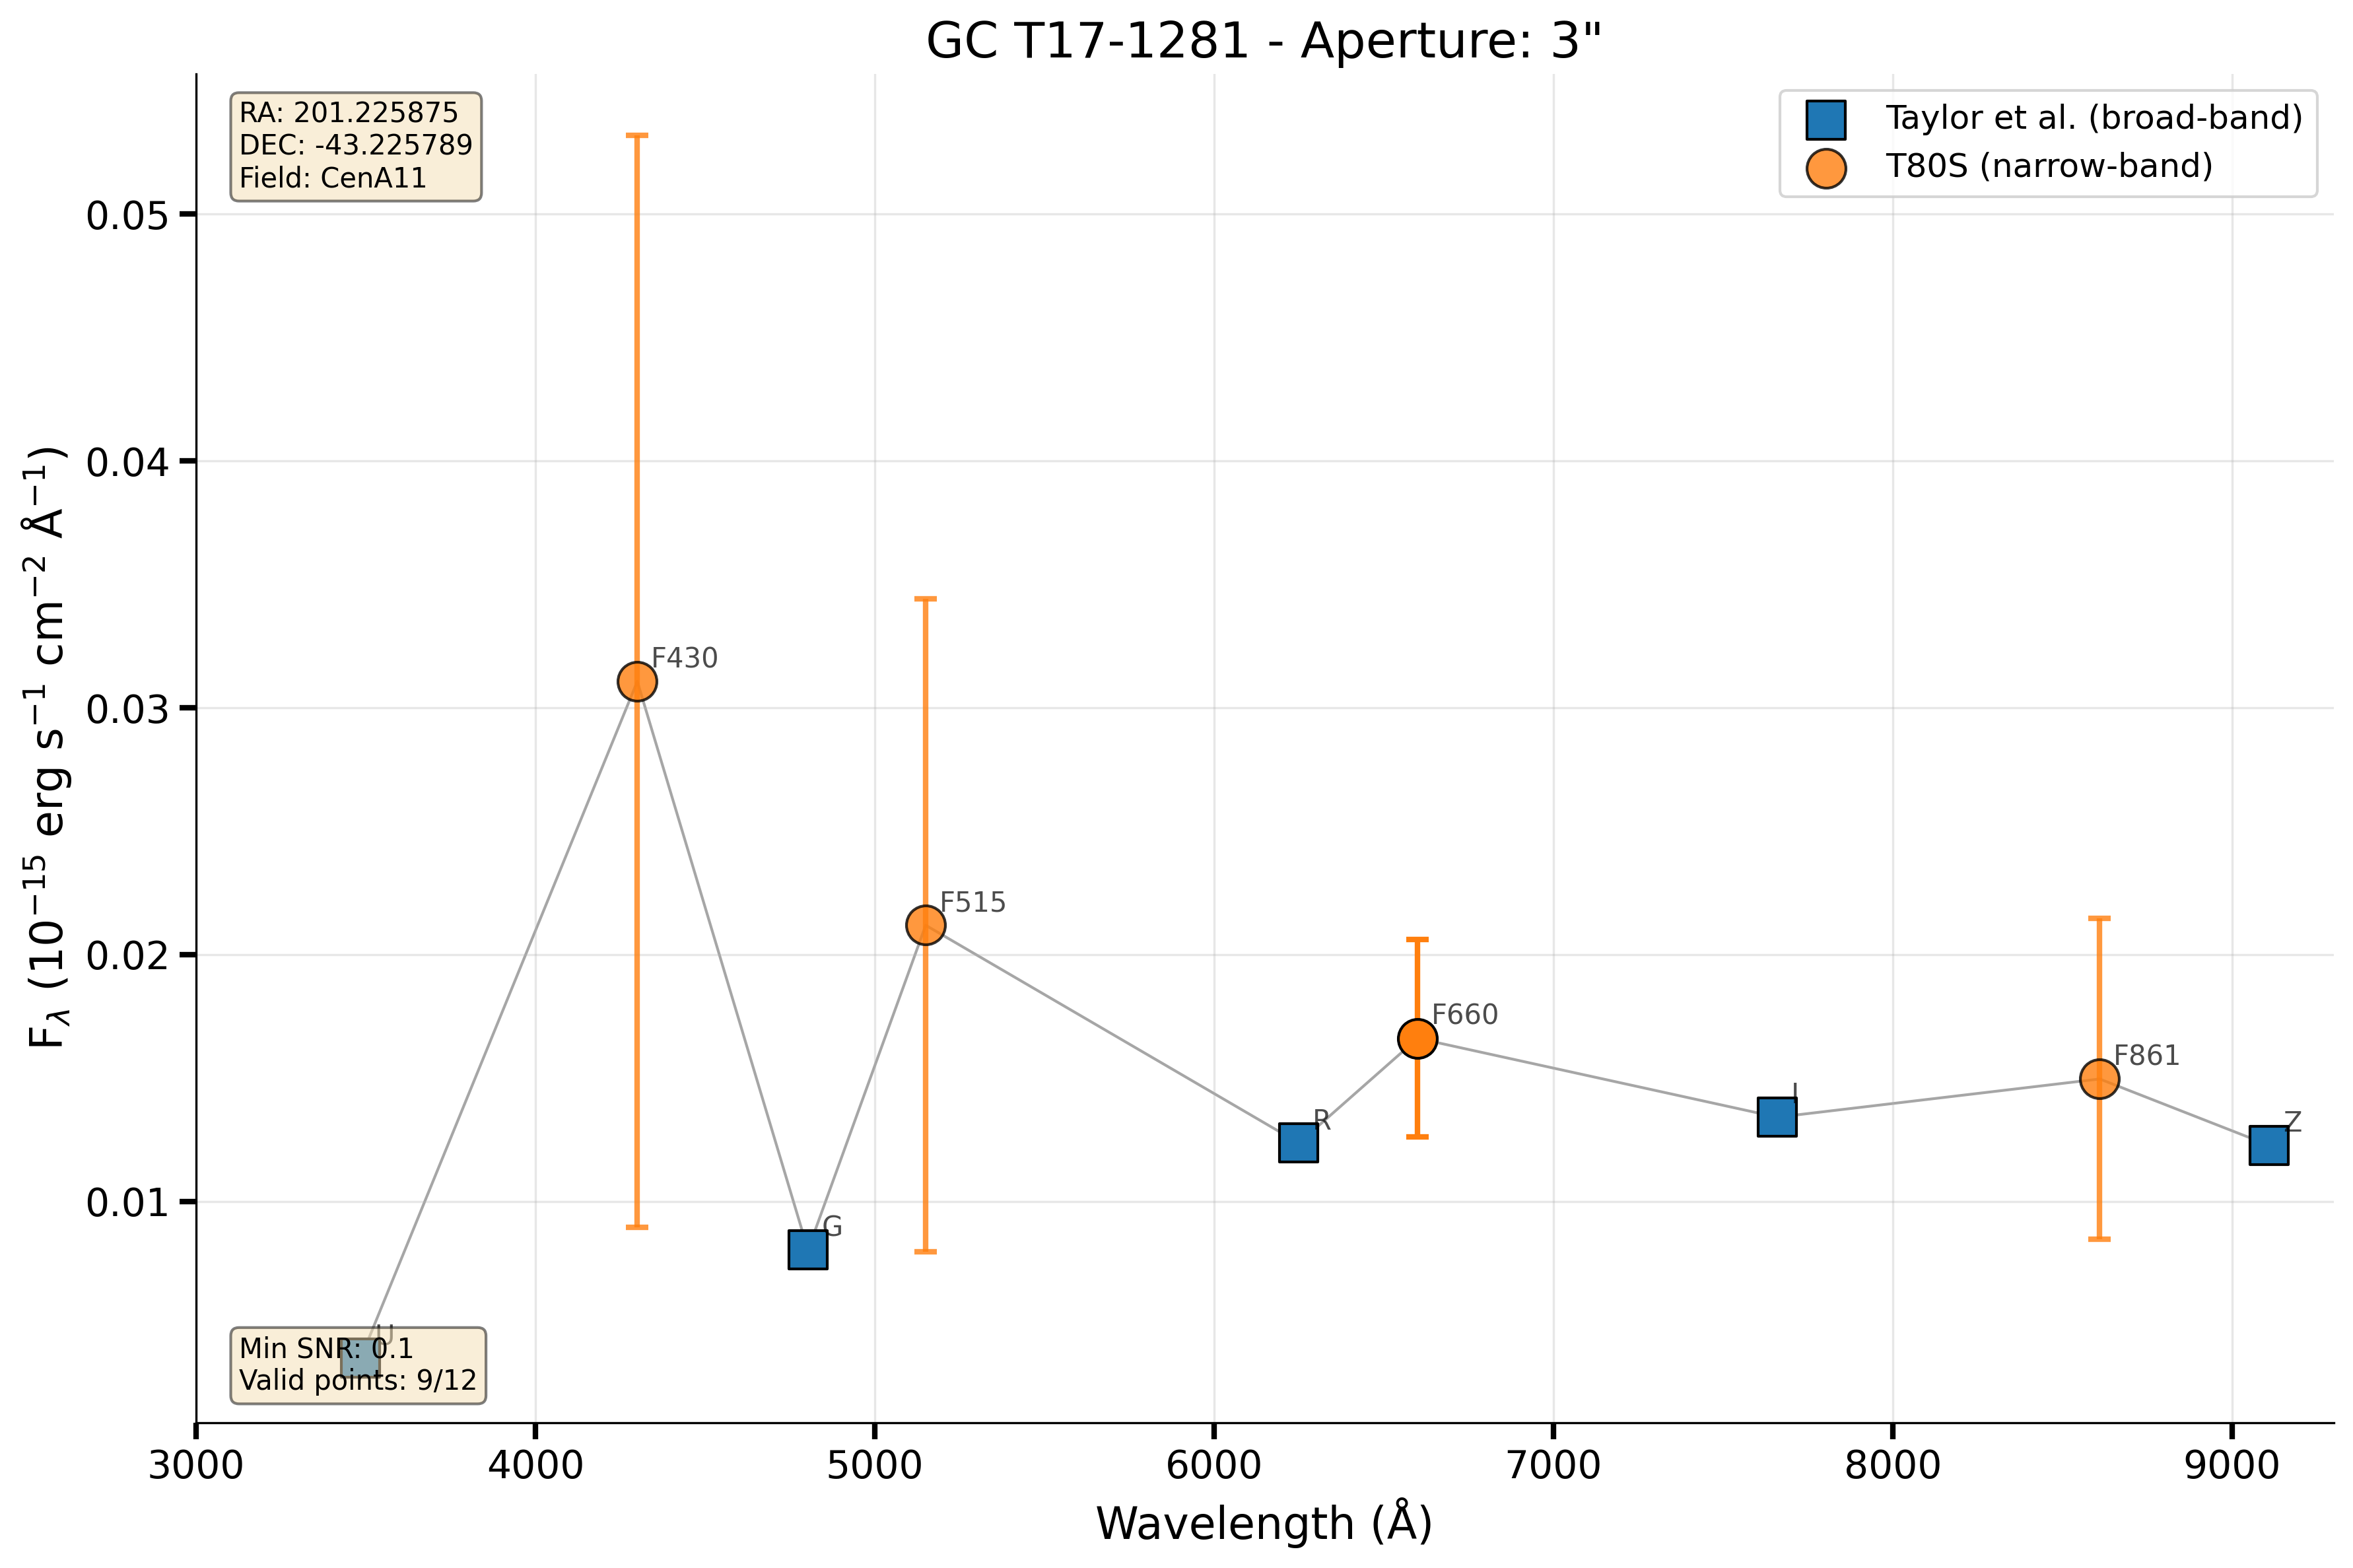 GC T17-1281 - Aperture: 3"
RA: 201.225875
DEC: -43.225789
Field: CenA11
Taylor et al. (broad-band)
T80S (narrow-band)
0.05
0.04
0.03
0.02
0.01
F_λ (10⁻¹⁵ erg s⁻¹ cm⁻² Å⁻¹)
F430
F515
F660
F861
I
R
Z
G
U
Min SNR: 0.1
Valid points: 9/12
3000 4000 5000 6000 7000 8000 9000
Wavelength (Å)